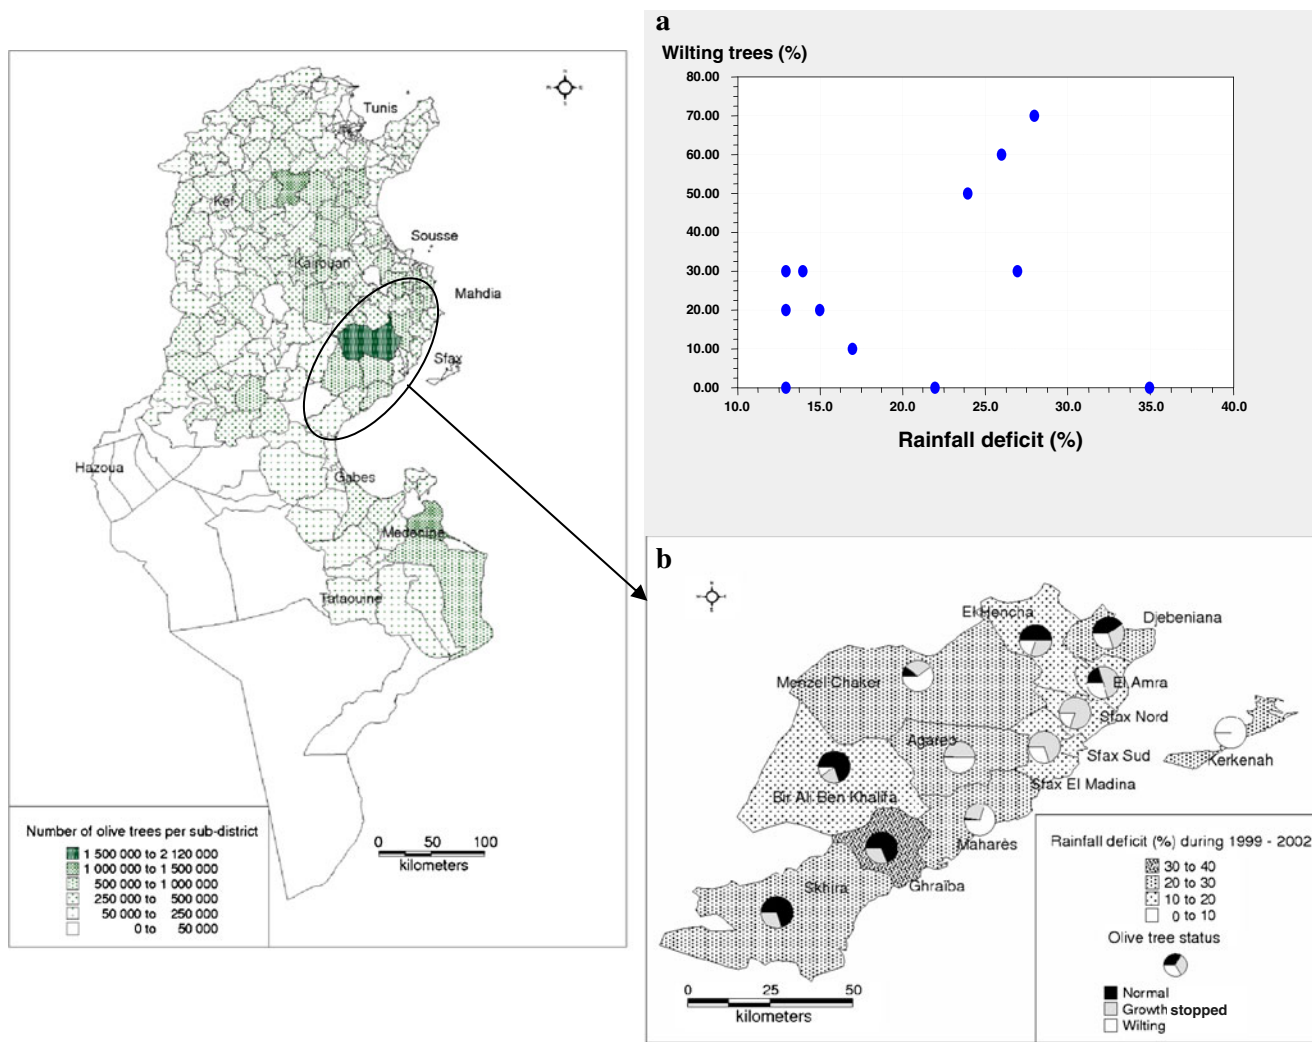 Tunis
Kef
Sousse
Kairouan
Mahdia
Sfax
Hazoua
Gabes
Medenine
Tataouine
Number of olive trees per sub-district
1 500 000 to 2 120 000
1 000 000 to 1 500 000
500 000 to 1 000 000
250 000 to 500 000
50 000 to 250 000
0 to 50 000
0 50 100
kilometers
a
Wilting trees (%)
80.00
70.00
60.00
50.00
40.00
30.00
20.00
10.00
0.00
10.0 15.0 20.0 25.0 30.0 35.0 40.0
Rainfall deficit (%)
b
El Hencha
Djebeniana
Menzel Chaker
El Amra
Sfax Nord
Agareb
Sfax Sud
Kerkenah
Sfax El Madina
Bir Ali Ben Khalifa
Maharès
Skhira
Ghraïba
0 25 50
kilometers
Rainfall deficit (%) during 1999 - 2002
30 to 40
20 to 30
10 to 20
0 to 10
Olive tree status
Normal
Growth stopped
Wilting